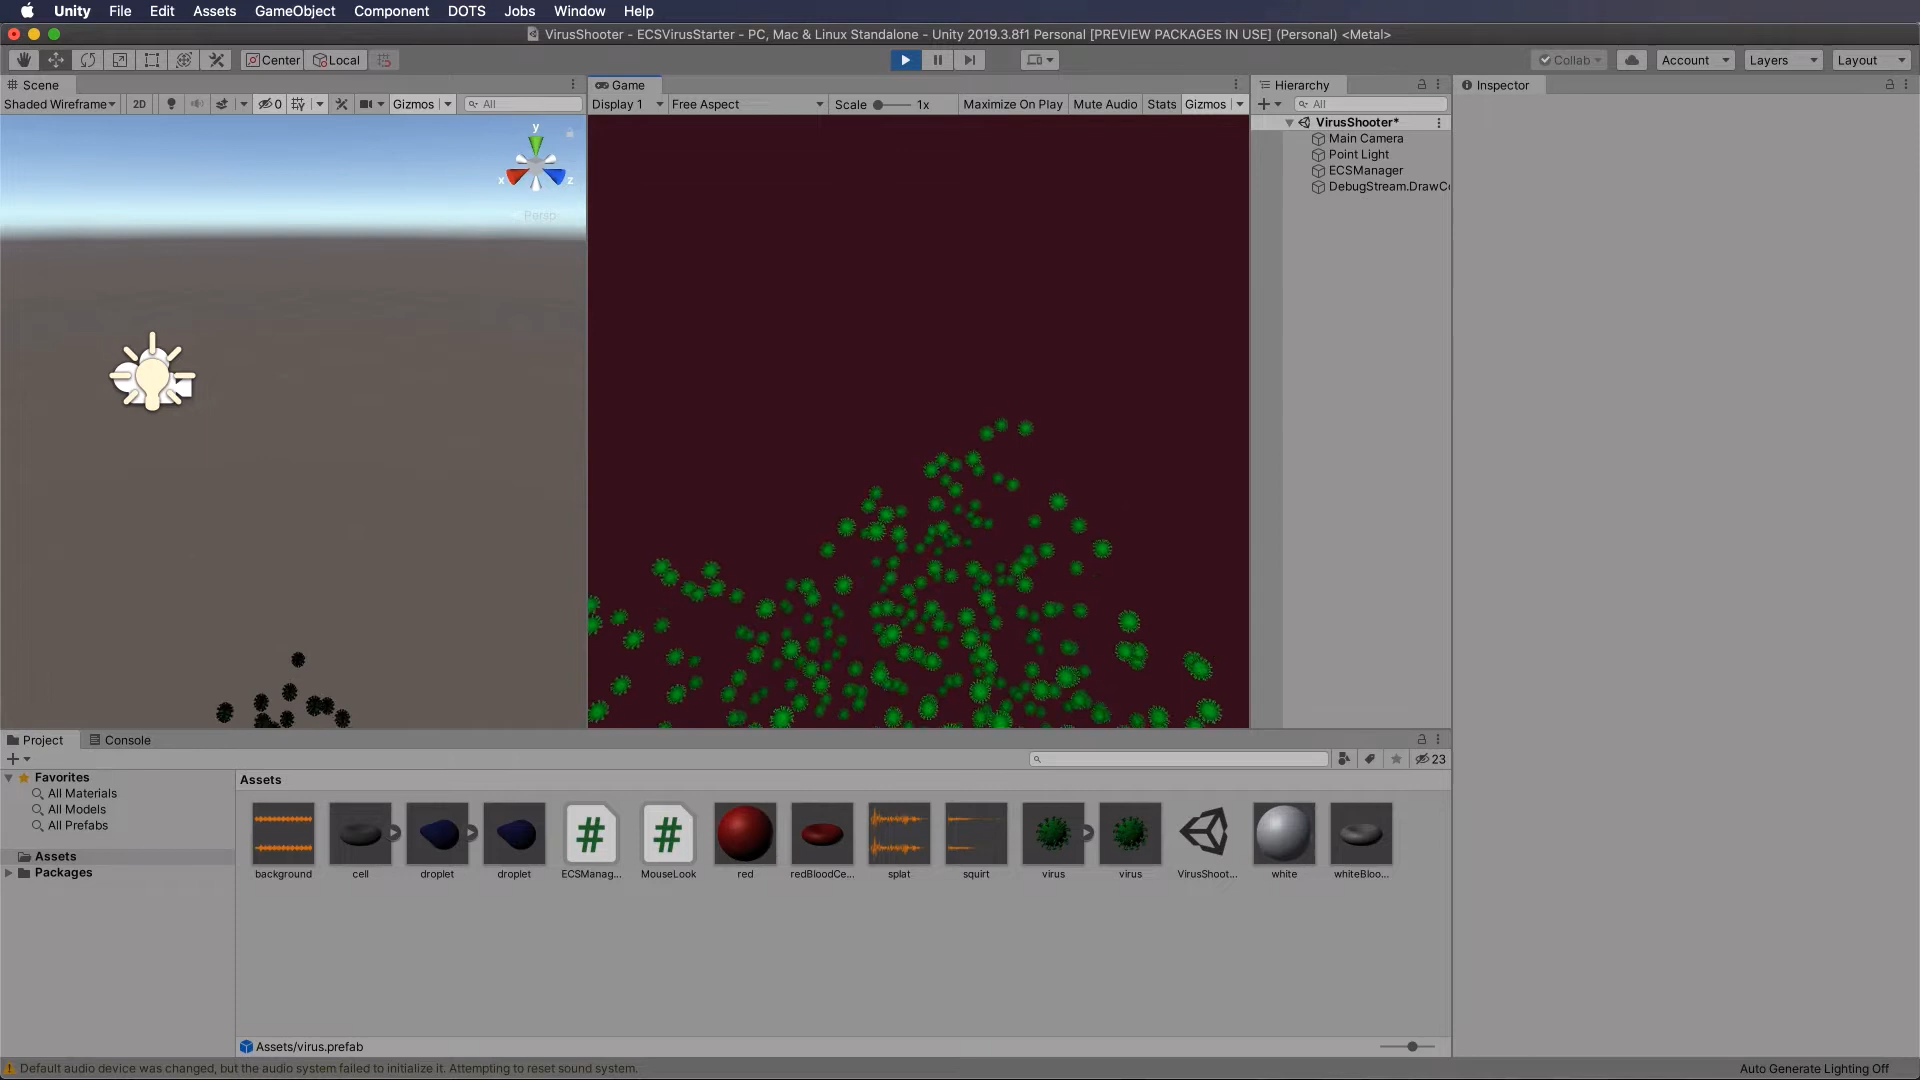 Unity File Edit Assets GameObject Component DOTS Jobs Window Help
VirusShooter - ECSVirusStarter - PC, Mac & Linux Standalone - Unity 2019.3.8f1 Personal [PREVIEW PACKAGES IN USE] (Personal) <Metal>
Center Local Collab Account Layers Layout
Scene Game Hierarchy Inspector
Shaded Wireframe 2D 0 Gizmos All Display 1 Free Aspect Scale 1x Maximize On Play Mute Audio Stats Gizmos All
VirusShooter*
Main Camera
Point Light
ECSManager
DebugStream.DrawCo
y
x z
Persp
Project Console
23
Favorites
All Materials
All Models
All Prefabs
Assets
Packages
Assets
background cell droplet droplet ECSManag... MouseLook red redBloodCe... splat squirt virus virus VirusShoot... white whiteBloo...
Assets/virus.prefab
Default audio device was changed, but the audio system failed to initialize it. Attempting to reset sound system.
Auto Generate Lighting Off